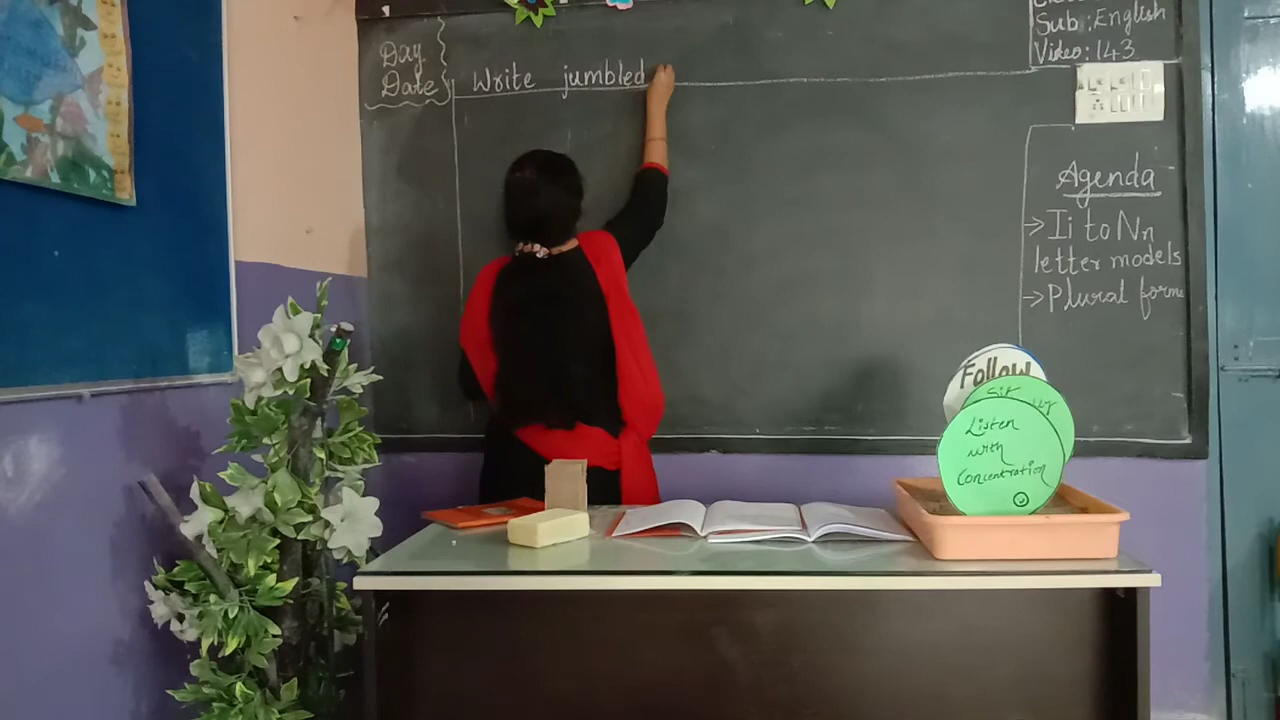 Sub : English
Video : 143
Day
Date
Write jumbled
Agenda
→ Ii to Nn
letter models
→ Plural form
Follow
Sit
Listen
with
Concentration